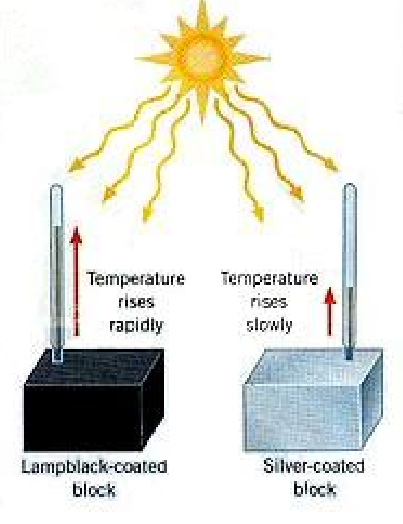 Temperature
rises
rapidly
Temperature
rises
slowly
Lampblack-coated
block
Silver-coated
block